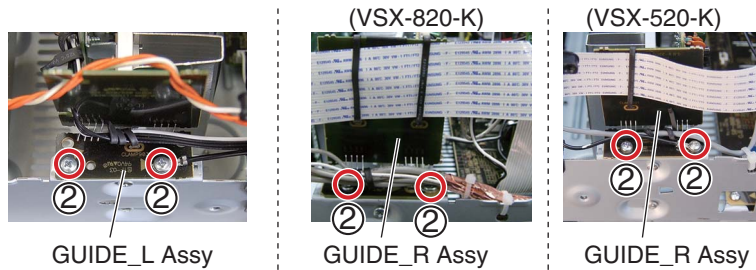 (VSX-820-K)
(VSX-520-K)
②
②
②
②
②
②
GUIDE_L Assy
GUIDE_R Assy
GUIDE_R Assy